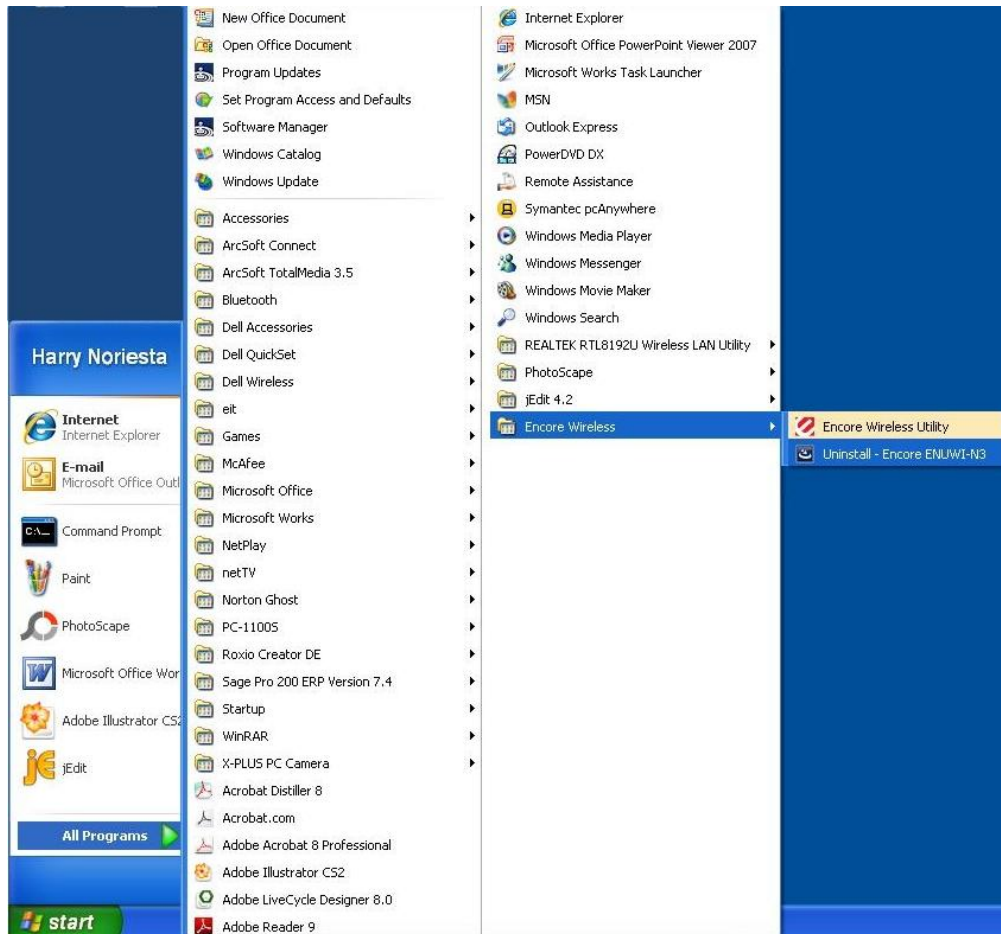 Harry Noriesta
Internet
Internet Explorer
E-mail
Microsoft Office Outl
C:\_
Command Prompt
Paint
PhotoScape
Microsoft Office Wor
Adobe Illustrator CS2
jEdit
All Programs
start
New Office Document
Open Office Document
Program Updates
Set Program Access and Defaults
Software Manager
Windows Catalog
Windows Update
Accessories
ArcSoft Connect
ArcSoft TotalMedia 3.5
Bluetooth
Dell Accessories
Dell QuickSet
Dell Wireless
eit
Games
McAfee
Microsoft Office
Microsoft Works
NetPlay
netTV
Norton Ghost
PC-1100S
Roxio Creator DE
Sage Pro 200 ERP Version 7.4
Startup
WinRAR
X-PLUS PC Camera
Acrobat Distiller 8
Acrobat.com
Adobe Acrobat 8 Professional
Adobe Illustrator CS2
Adobe LiveCycle Designer 8.0
Adobe Reader 9
Internet Explorer
Microsoft Office PowerPoint Viewer 2007
Microsoft Works Task Launcher
MSN
Outlook Express
PowerDVD DX
Remote Assistance
Symantec pcAnywhere
Windows Media Player
Windows Messenger
Windows Movie Maker
Windows Search
REALTEK RTL8192U Wireless LAN Utility
PhotoScape
jEdit 4.2
Encore Wireless
Encore Wireless Utility
Uninstall - Encore ENUWI-N3